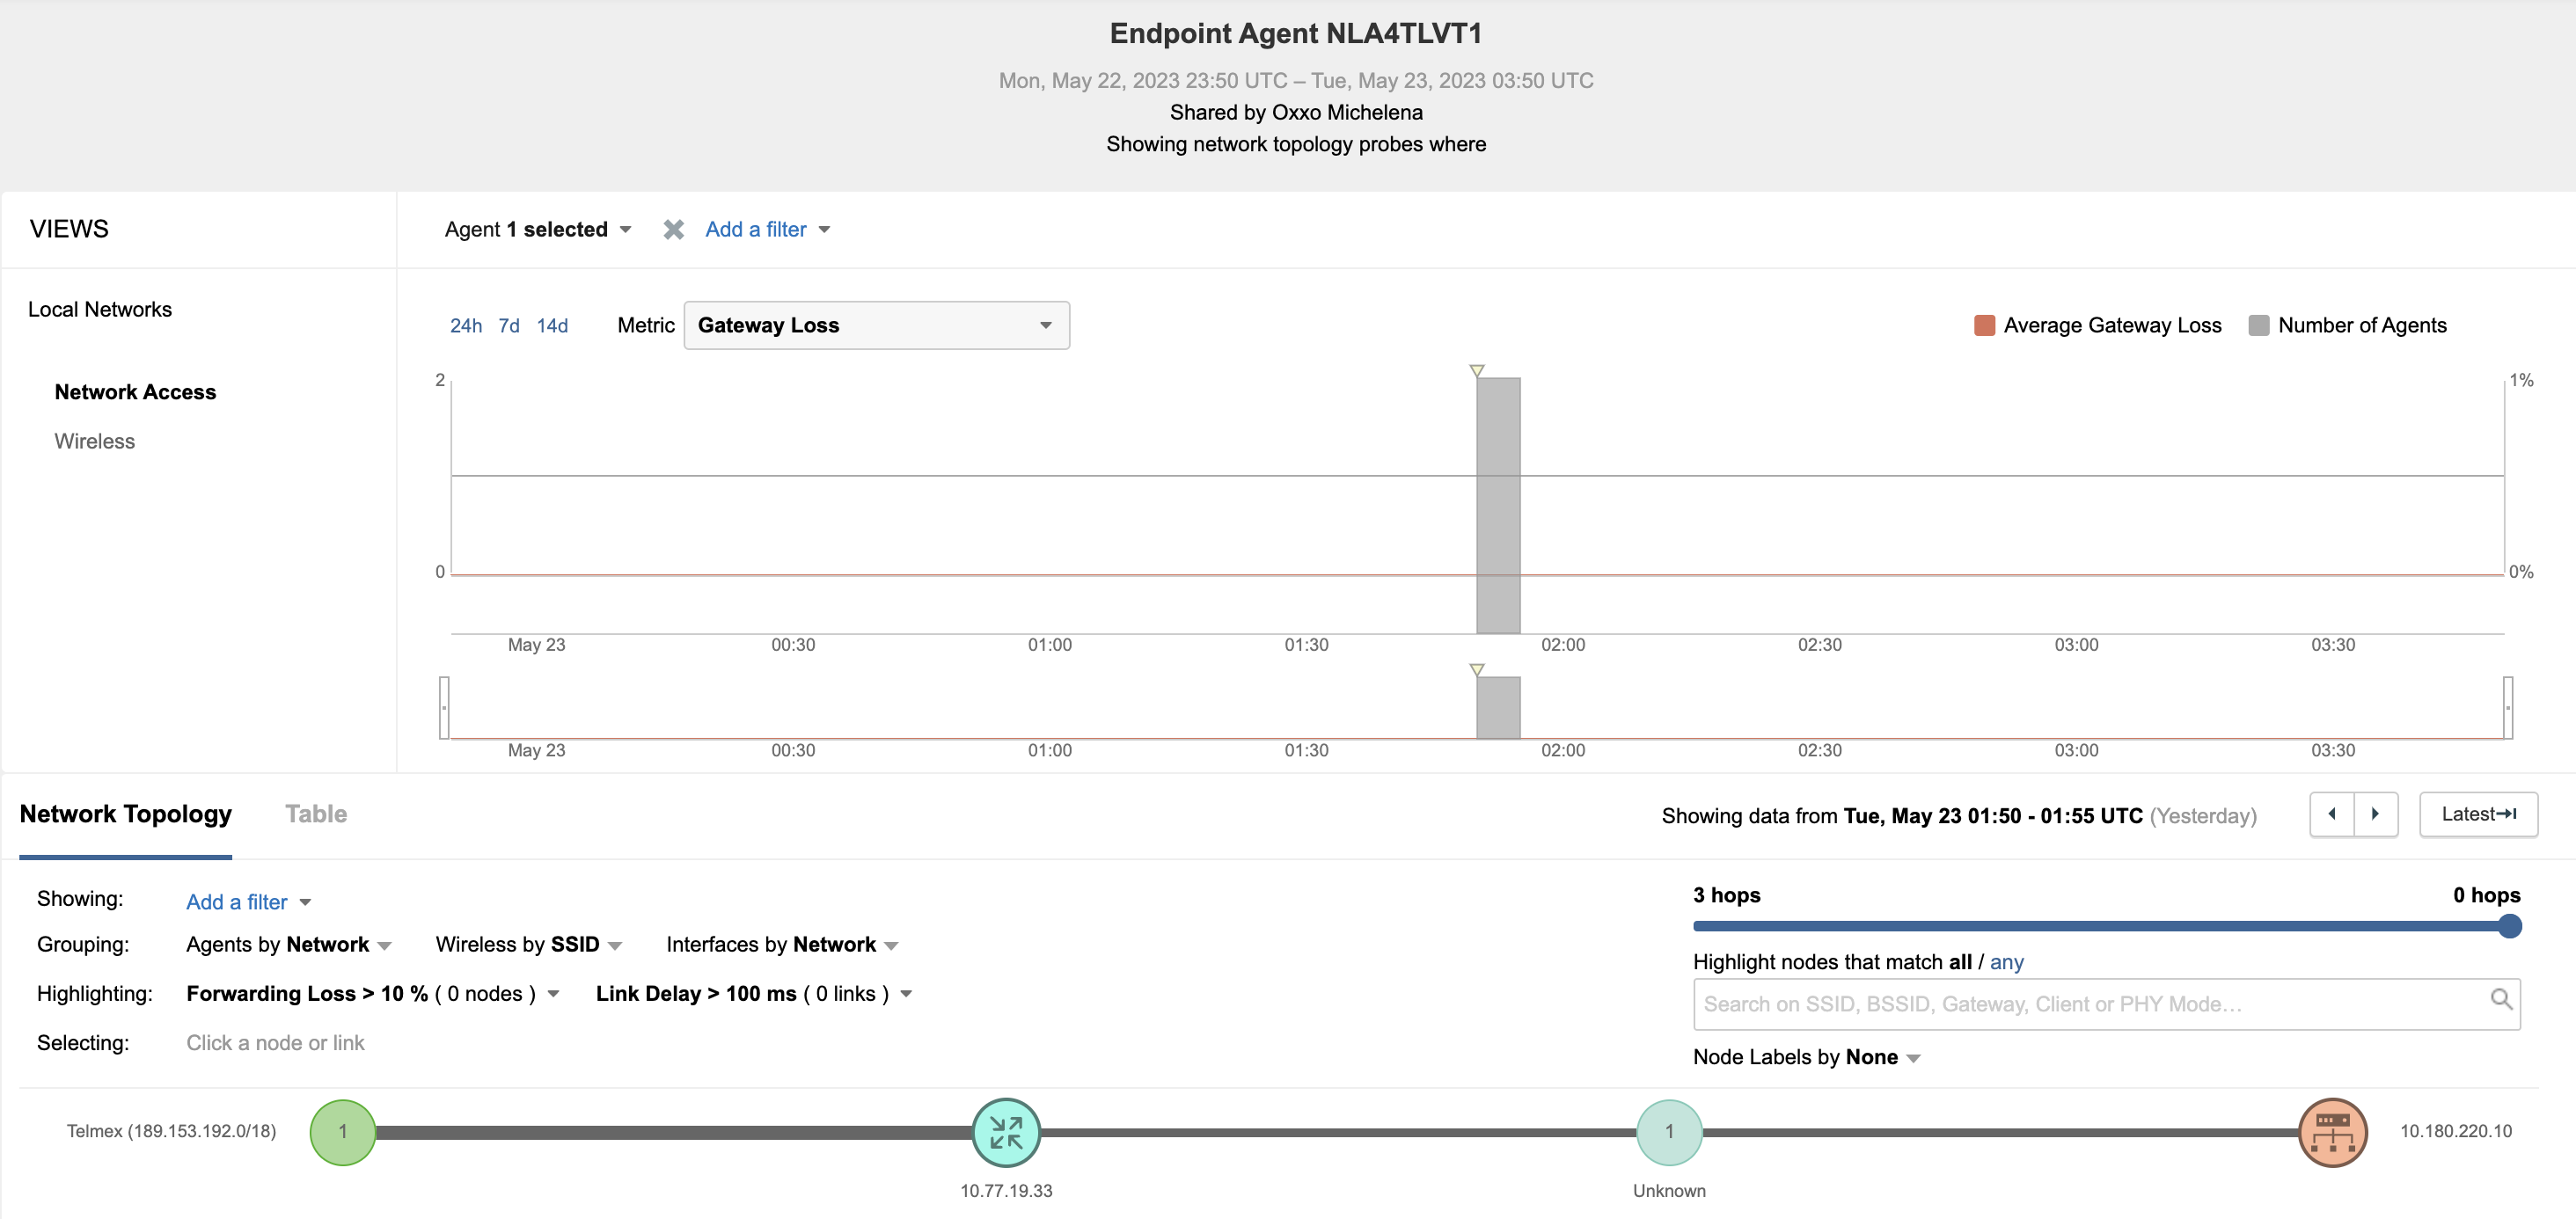 Endpoint Agent NLA4TLVT1
Mon, May 22, 2023 23:50 UTC – Tue, May 23, 2023 03:50 UTC
Shared by Oxxo Michelena
Showing network topology probes where
VIEWS
Agent 1 selected
Add a filter
Local Networks
Network Access
Wireless
24h 7d 14d
Metric Gateway Loss
Average Gateway Loss Number of Agents
2
1%
0
0%
May 23 00:30 01:00 01:30 02:00 02:30 03:00 03:30
May 23 00:30 01:00 01:30 02:00 02:30 03:00 03:30
Network Topology
Table
Showing data from Tue, May 23 01:50 - 01:55 UTC (Yesterday)
Latest
Showing: Add a filter
Grouping: Agents by Network Wireless by SSID Interfaces by Network
Highlighting: Forwarding Loss > 10 % ( 0 nodes ) Link Delay > 100 ms ( 0 links )
Selecting: Click a node or link
3 hops 0 hops
Highlight nodes that match all / any
Search on SSID, BSSID, Gateway, Client or PHY Mode…
Node Labels by None
Telmex (189.153.192.0/18) 1 1 10.180.220.10
10.77.19.33 Unknown